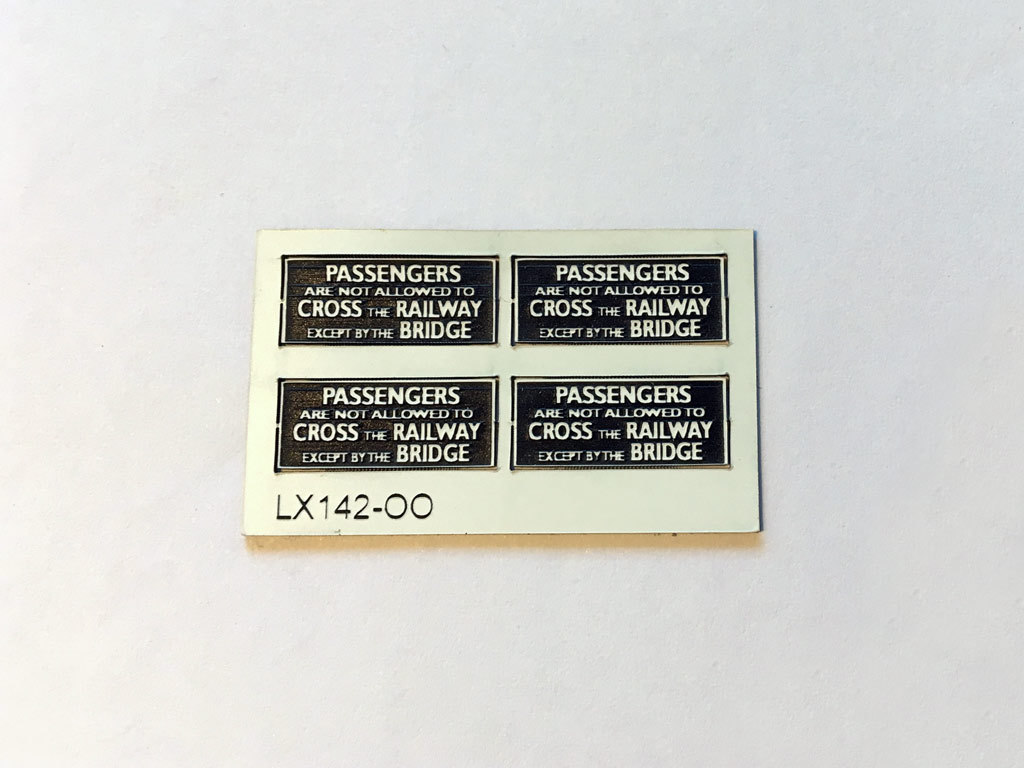 PASSENGERS
ARE NOT ALLOWED TO
CROSS THE RAILWAY
EXCEPT BY THE BRIDGE
PASSENGERS
ARE NOT ALLOWED TO
CROSS THE RAILWAY
EXCEPT BY THE BRIDGE
PASSENGERS
ARE NOT ALLOWED TO
CROSS THE RAILWAY
EXCEPT BY THE BRIDGE
PASSENGERS
ARE NOT ALLOWED TO
CROSS THE RAILWAY
EXCEPT BY THE BRIDGE
LX142-OO